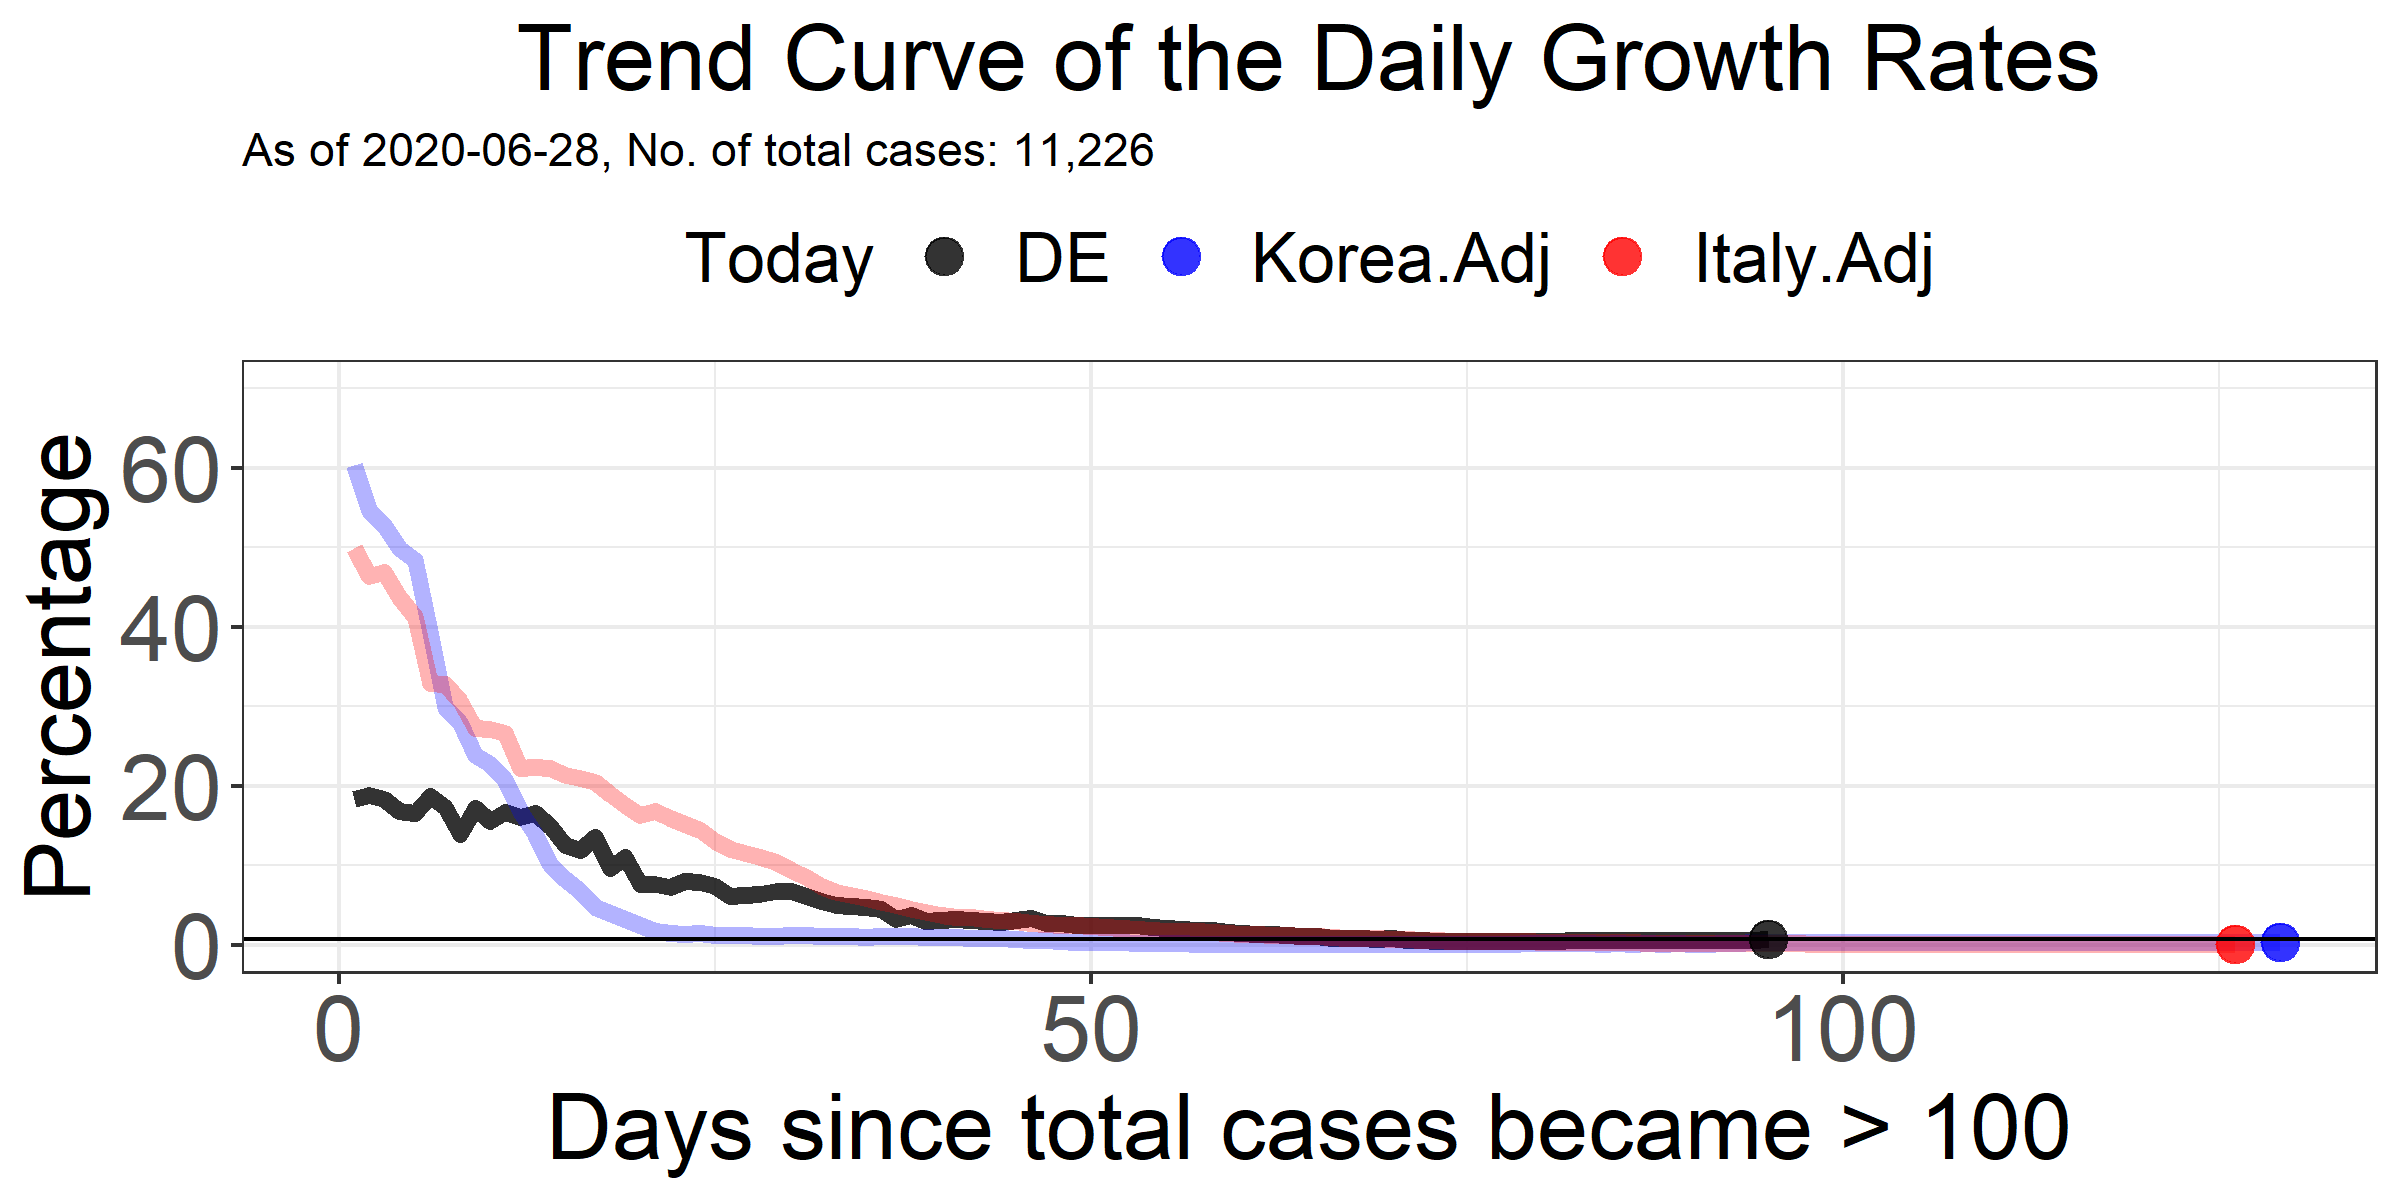 Trend Curve of the Daily Growth Rates
As of 2020-06-28, No. of total cases: 11,226
Today DE Korea.Adj Italy.Adj
Percentage
60
40
20
0
0 50 100
Days since total cases became > 100